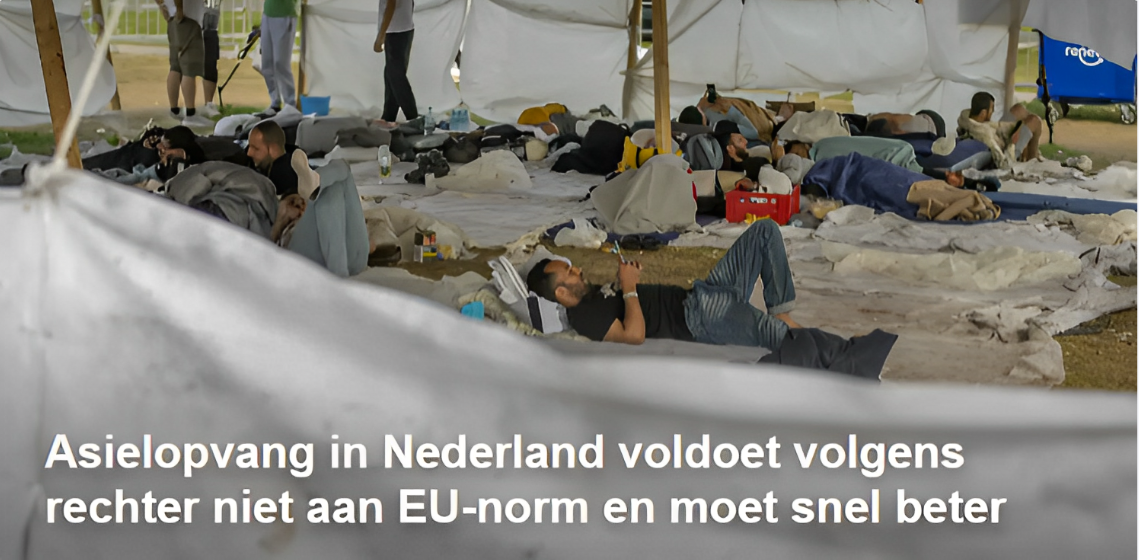 Asielopvang in Nederland voldoet volgens
rechter niet aan EU-norm en moet snel beter